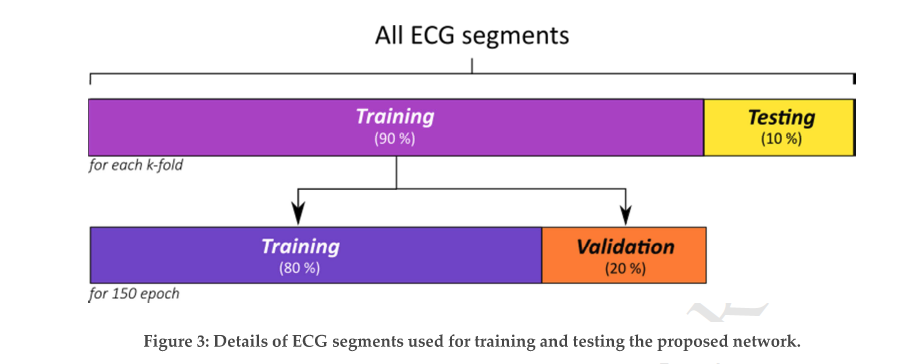 All ECG segments
Training
(90 %)
Testing
(10 %)
for each k-fold
Training
(80 %)
Validation
(20 %)
for 150 epoch
Figure 3: Details of ECG segments used for training and testing the proposed network.